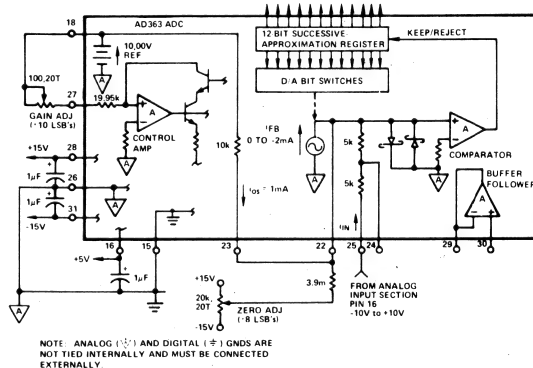 18
AD363 ADC
12 BIT SUCCESSIVE-
APPROXIMATION REGISTER
KEEP/REJECT
10,00V
REF
D/A BIT SWITCHES
A
100,20T
27
19.95k
+
-
A
GAIN ADJ
(~10 LSB's)
CONTROL
AMP
IFB
0 TO -2mA
5k
+
-
A
COMPARATOR
+15V
28
10k
A
A
1μF
26
5k
BUFFER
FOLLOWER
1μF
A
IOS = 1mA
IIN
A
-15V
31
-
+
16
15
23
22
25
24
29
30
+5V
1μF
3.9m
+15V
20k,
20T
ZERO ADJ
(~8 LSB's)
-15V
FROM ANALOG
INPUT SECTION
PIN 16
-10V to +10V
A
NOTE: ANALOG (A) AND DIGITAL (⏚) GNDS ARE
NOT TIED INTERNALLY AND MUST BE CONNECTED
EXTERNALLY.